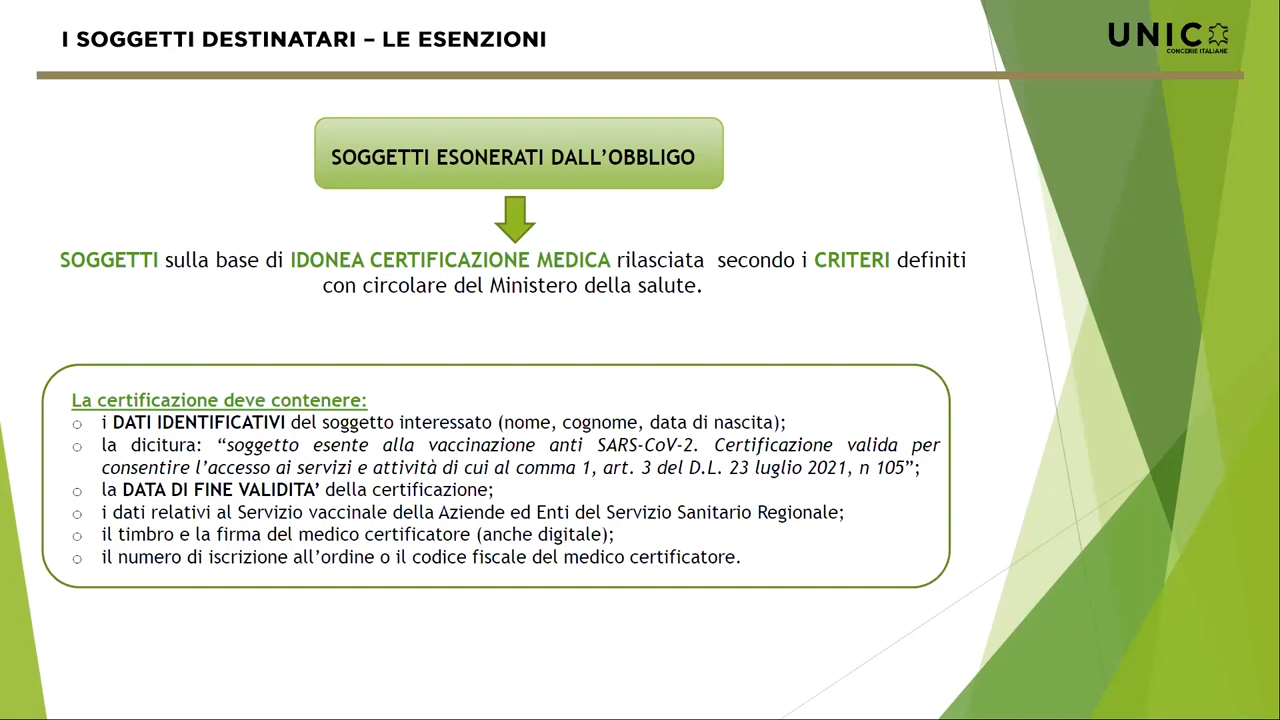 I SOGGETTI DESTINATARI – LE ESENZIONI
UNIC
CONCERIE ITALIANE
SOGGETTI ESONERATI DALL’OBBLIGO
SOGGETTI sulla base di IDONEA CERTIFICAZIONE MEDICA rilasciata secondo i CRITERI definiti
con circolare del Ministero della salute.
La certificazione deve contenere:
○ i DATI IDENTIFICATIVI del soggetto interessato (nome, cognome, data di nascita);
○ la dicitura: “soggetto esente alla vaccinazione anti SARS-CoV-2. Certificazione valida per
consentire l’accesso ai servizi e attività di cui al comma 1, art. 3 del D.L. 23 luglio 2021, n 105”;
○ la DATA DI FINE VALIDITA’ della certificazione;
○ i dati relativi al Servizio vaccinale della Aziende ed Enti del Servizio Sanitario Regionale;
○ il timbro e la firma del medico certificatore (anche digitale);
○ il numero di iscrizione all’ordine o il codice fiscale del medico certificatore.